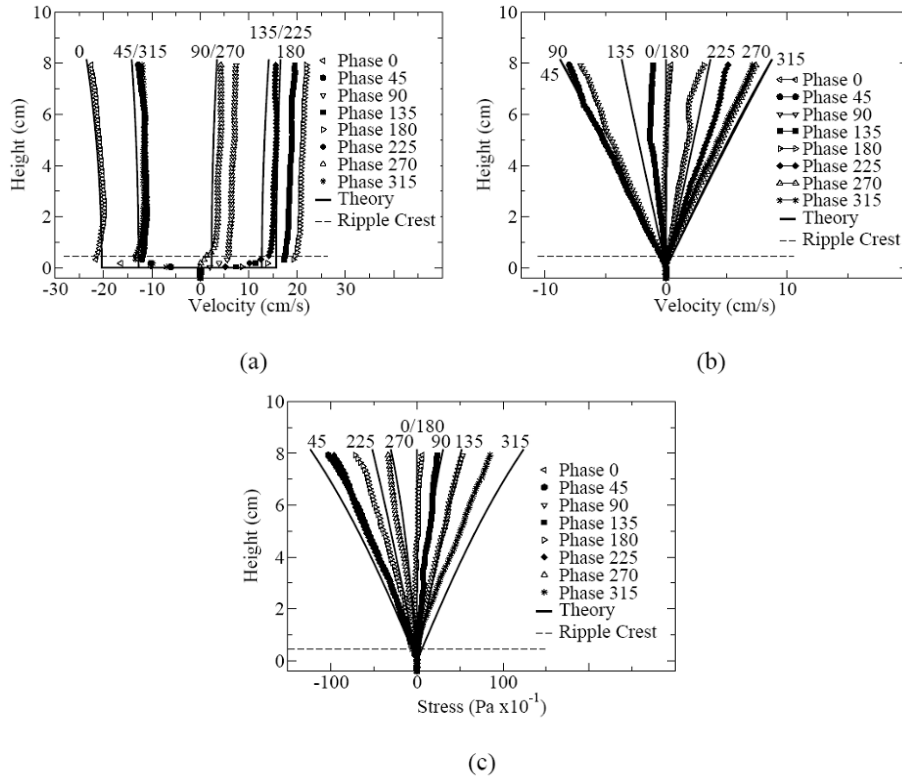 (a)
10
8
6
4
2
0
Height (cm)
0
45/315
90/270
135/225
180
Phase 0
Phase 45
Phase 90
Phase 135
Phase 180
Phase 225
Phase 270
Phase 315
Theory
Ripple Crest
-30 -20 -10 0 10 20 30
Velocity (cm/s)
(b)
10
8
6
4
2
0
Height (cm)
90
45
135
0/180
225
270
315
Phase 0
Phase 45
Phase 90
Phase 135
Phase 180
Phase 225
Phase 270
Phase 315
Theory
Ripple Crest
-10 0 10
Velocity (cm/s)
(a)
(b)
10
8
6
4
2
0
Height (cm)
0/180
45
225
270
90
135
315
Phase 0
Phase 45
Phase 90
Phase 135
Phase 180
Phase 225
Phase 270
Phase 315
Theory
Ripple Crest
-100 0 100
Stress (Pa x10⁻¹)
(c)